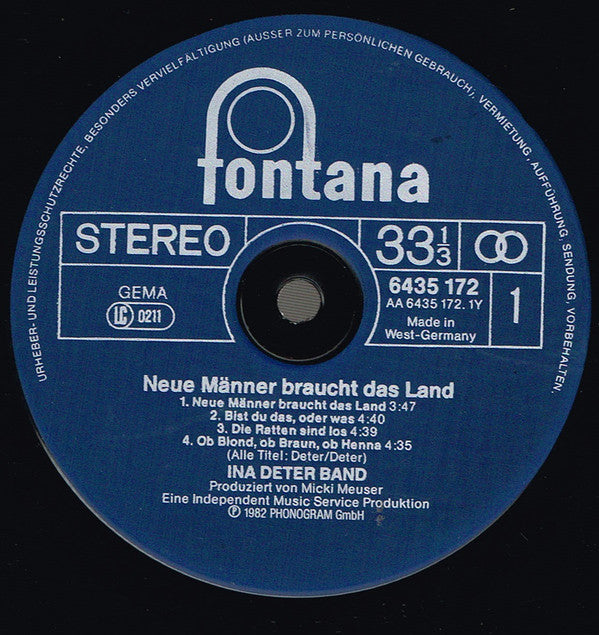 URHEBER- UND LEISTUNGSSCHUTZRECHTE, BESONDERS VERVIELFÄLTIGUNG (AUSSER ZUM PERSÖNLICHEN GEBRAUCH), VERMIETUNG, AUFFÜHRUNG, SENDUNG, VORBEHALTEN.
fontana
STEREO
33 1/3
GEMA
LC 0211
6435 172
AA 6435 172.1Y
Made in
West-Germany
1
Neue Männer braucht das Land
1. Neue Männer braucht das Land 3:47
2. Bist du das, oder was 4:40
3. Die Ratten sind los 4:39
4. Ob Blond, ob Braun, ob Henna 4:35
(Alle Titel: Deter/Deter)
INA DETER BAND
Produziert von Micki Meuser
Eine Independent Music Service Produktion
℗ 1982 PHONOGRAM GmbH